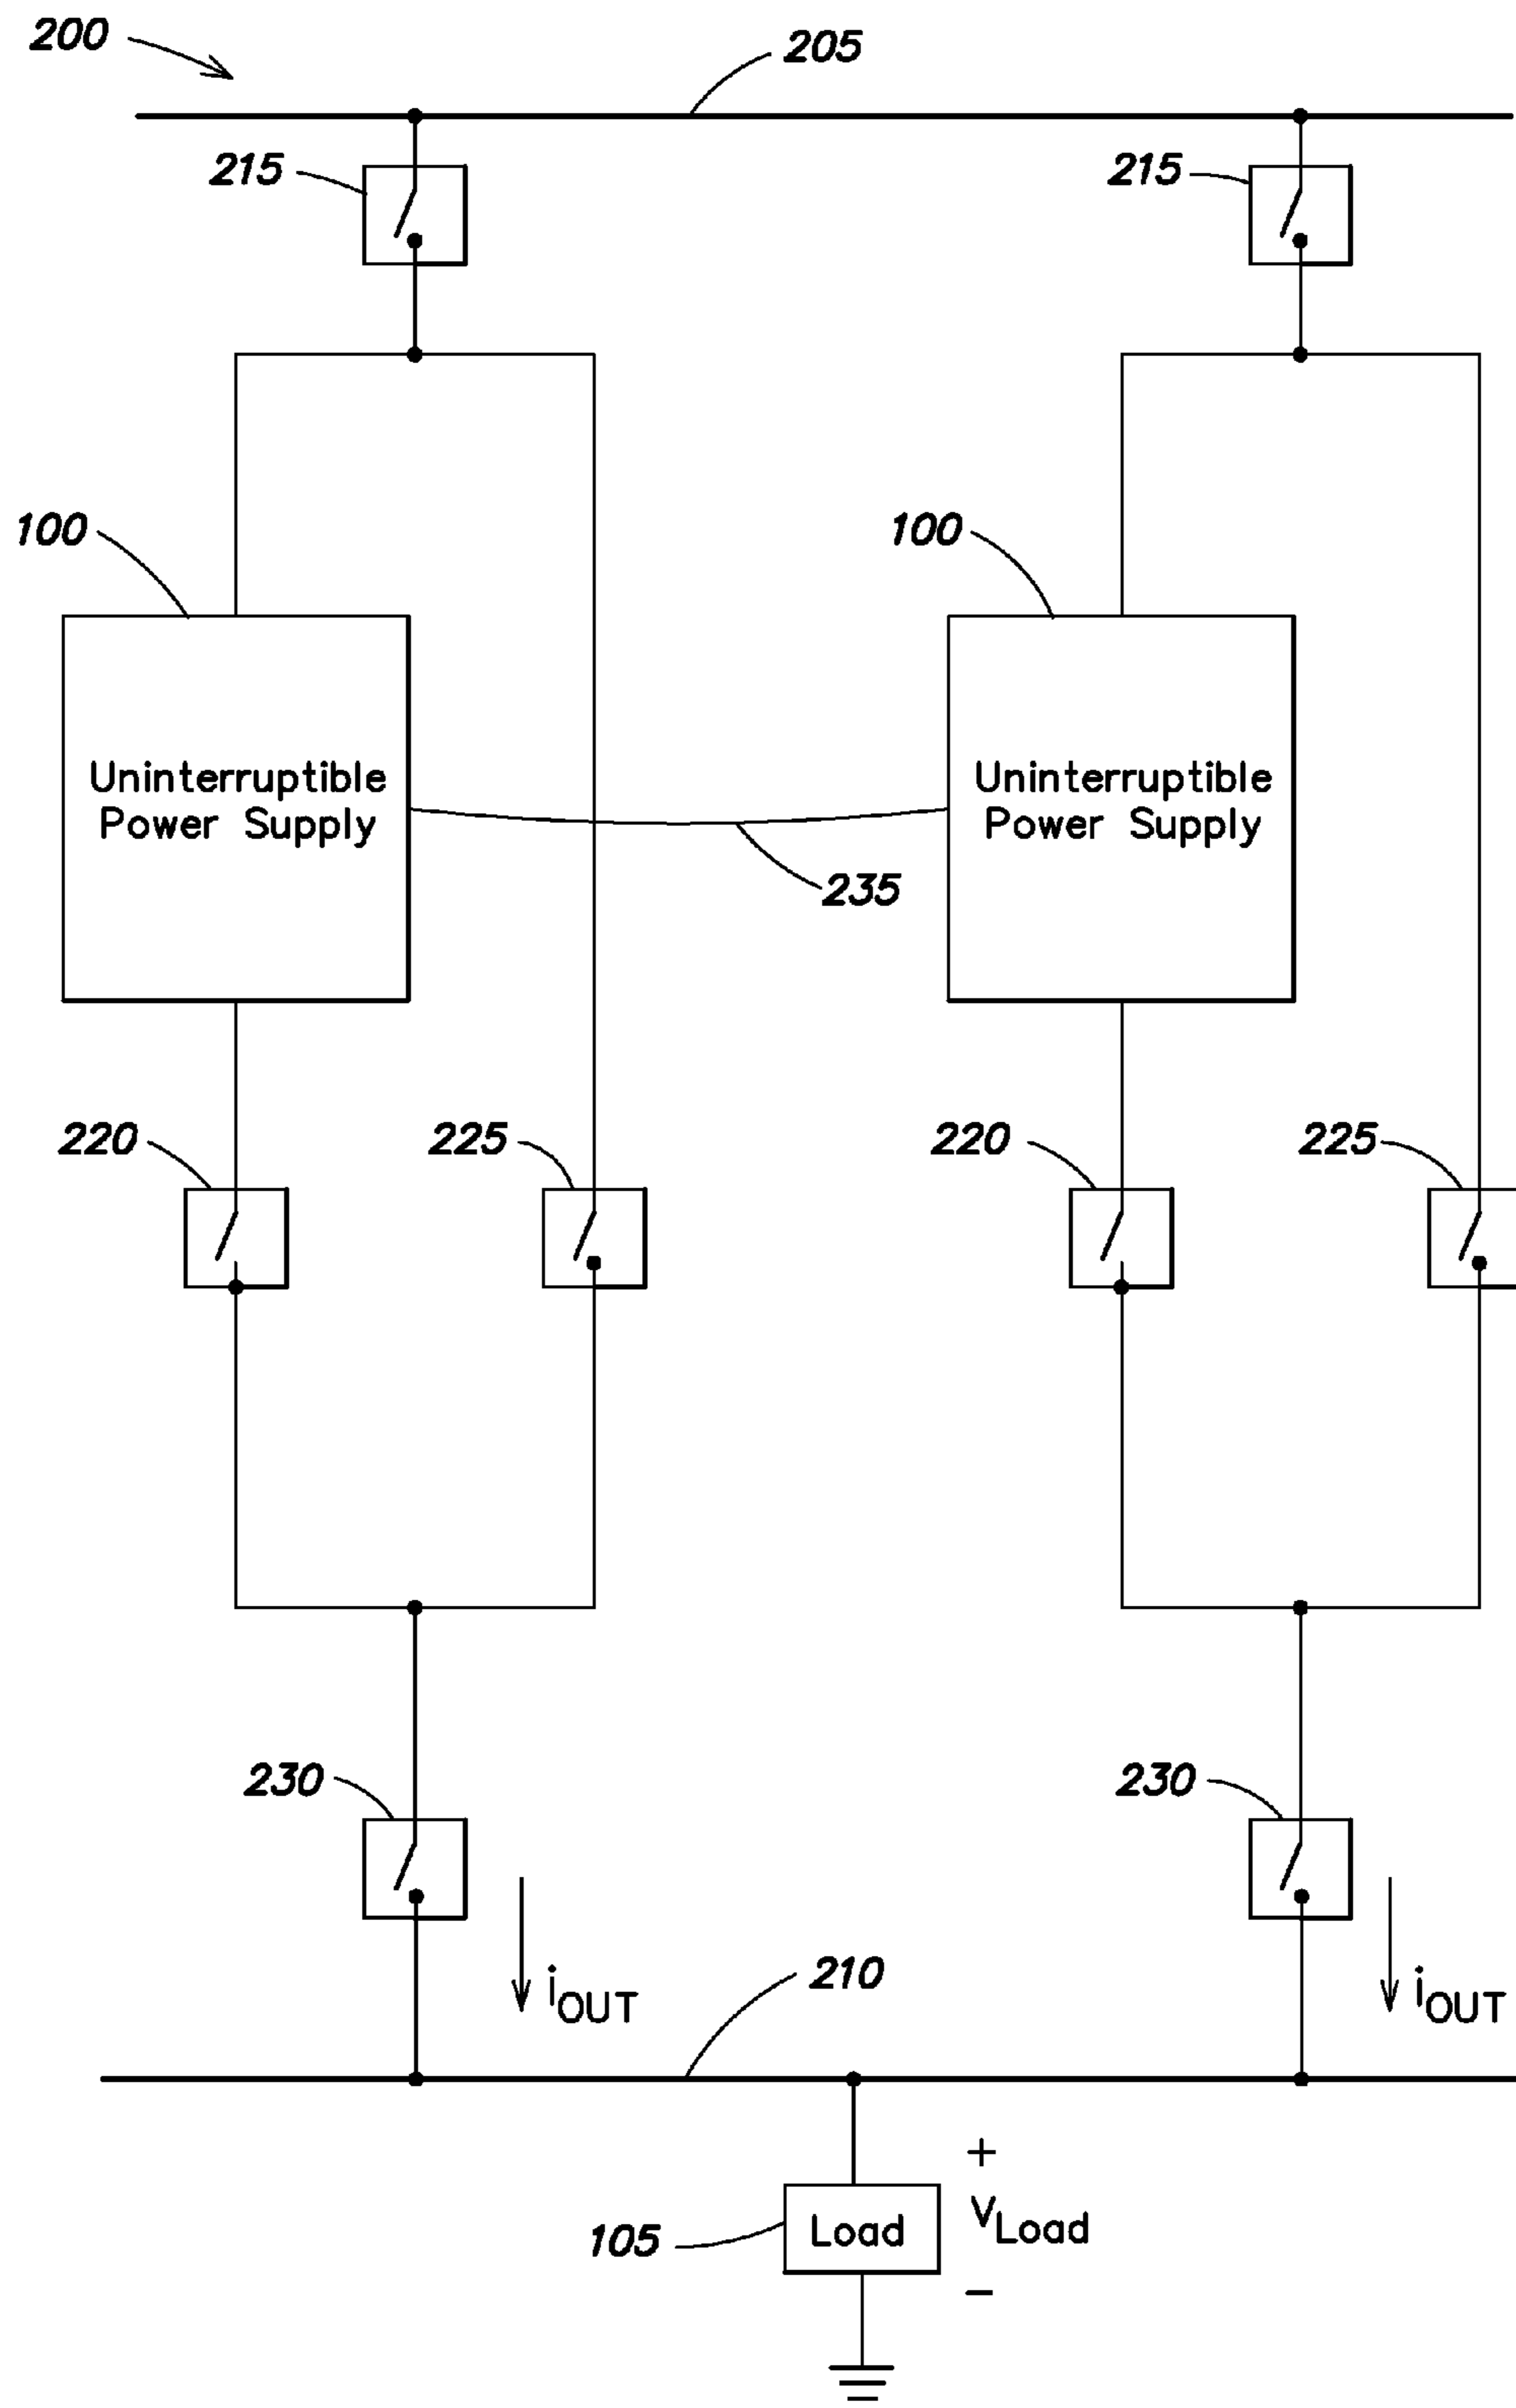 200
205
215
215
100
100
Uninterruptible
Power Supply
Uninterruptible
Power Supply
235
220
225
220
225
230
230
210
iOUT
iOUT
+
105
Load
VLoad
−